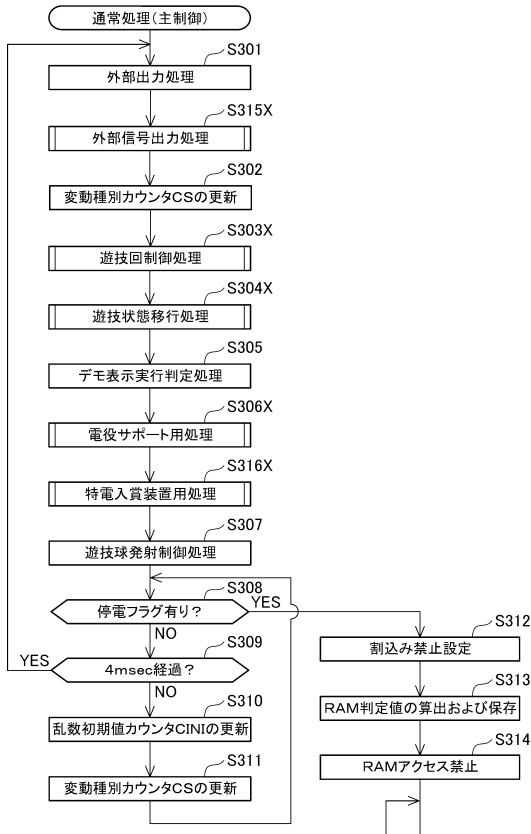 通常処理(主制御)
S301
外部出力処理
S315X
外部信号出力処理
S302
変動種別カウンタCSの更新
S303X
遊技回制御処理
S304X
遊技状態移行処理
S305
デモ表示実行判定処理
S306X
電役サポート用処理
S316X
特電入賞装置用処理
S307
遊技球発射制御処理
S308
停電フラグ有り?
YES
NO
S309
YES
4msec経過?
NO
S310
乱数初期値カウンタCINIの更新
S311
変動種別カウンタCSの更新
S312
割込み禁止設定
S313
RAM判定値の算出および保存
S314
RAMアクセス禁止